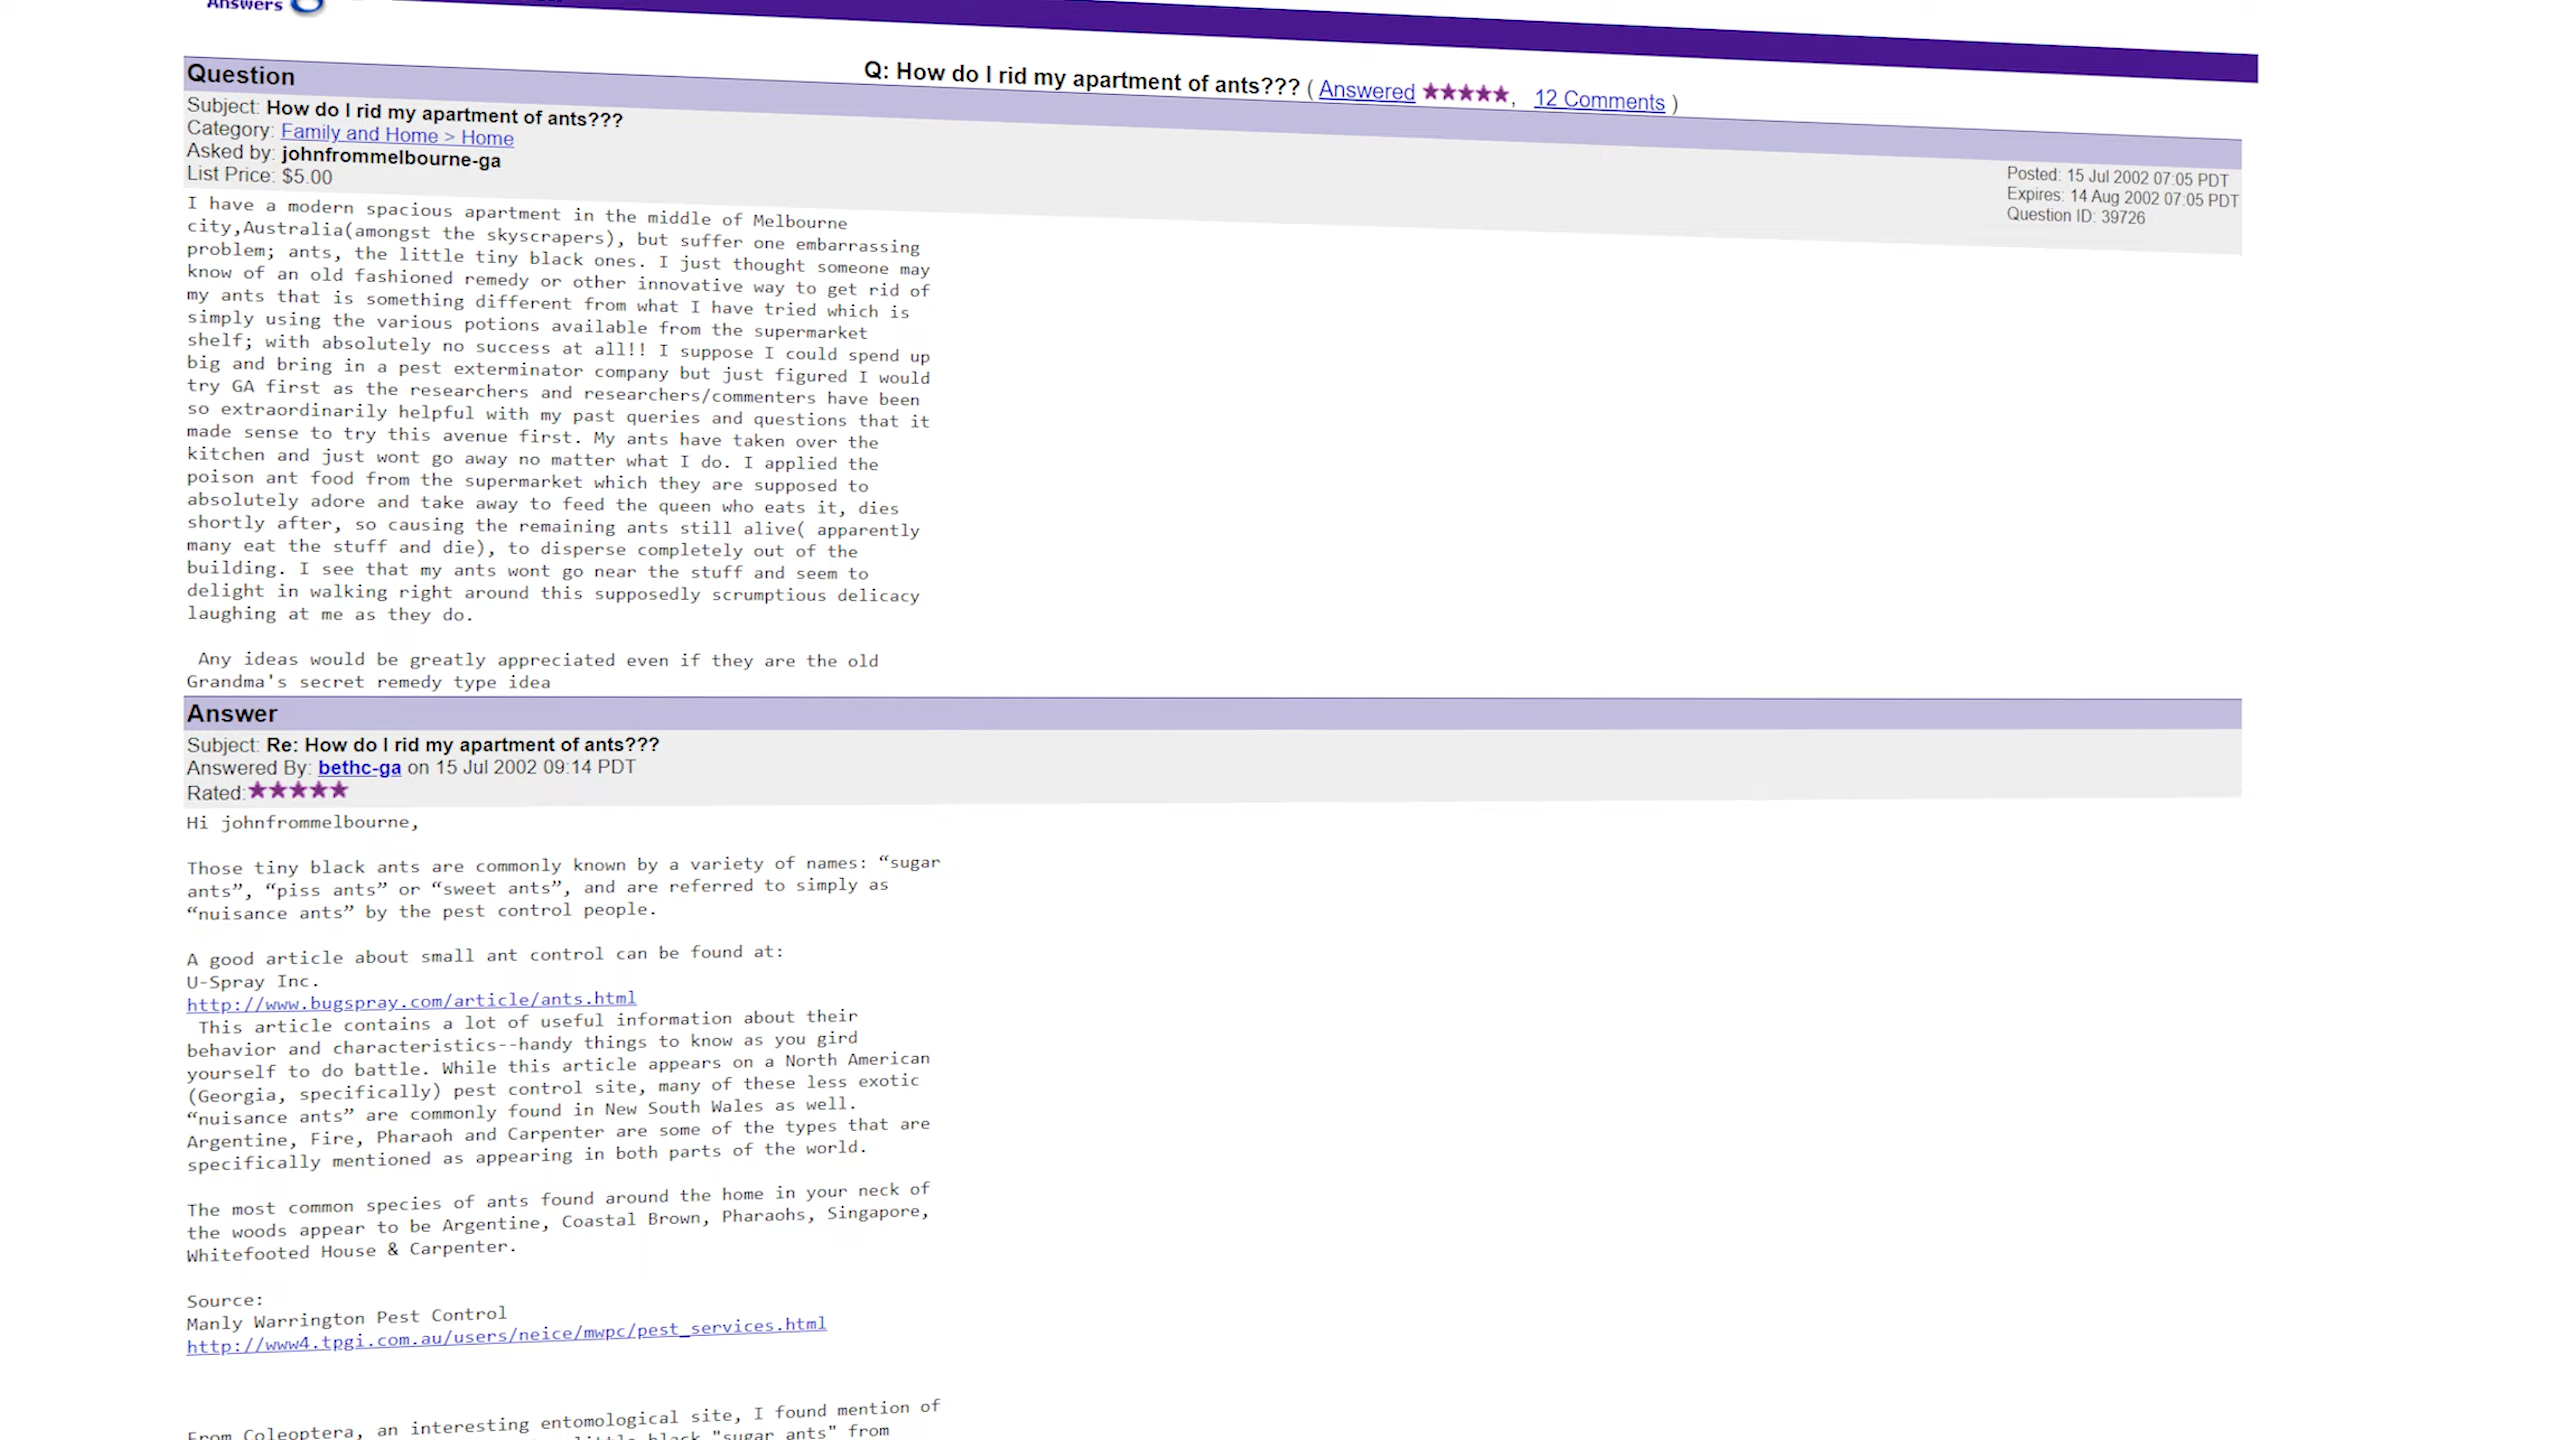 Answers
Q: How do I rid my apartment of ants??? ( Answered ★★★★★, 12 Comments )
Question
Subject: How do I rid my apartment of ants???
Category: Family and Home > Home
Asked by: johnfrommelbourne-ga
List Price: $5.00
Posted: 15 Jul 2002 07:05 PDT
Expires: 14 Aug 2002 07:05 PDT
Question ID: 39726
I have a modern spacious apartment in the middle of Melbourne
city,Australia(amongst the skyscrapers), but suffer one embarrassing
problem; ants, the little tiny black ones. I just thought someone may
know of an old fashioned remedy or other innovative way to get rid of
my ants that is something different from what I have tried which is
simply using the various potions available from the supermarket
shelf; with absolutely no success at all!! I suppose I could spend up
big and bring in a pest exterminator company but just figured I would
try GA first as the researchers and researchers/commenters have been
so extraordinarily helpful with my past queries and questions that it
made sense to try this avenue first. My ants have taken over the
kitchen and just wont go away no matter what I do. I applied the
poison ant food from the supermarket which they are supposed to
absolutely adore and take away to feed the queen who eats it, dies
shortly after, so causing the remaining ants still alive( apparently
many eat the stuff and die), to disperse completely out of the
building. I see that my ants wont go near the stuff and seem to
delight in walking right around this supposedly scrumptious delicacy
laughing at me as they do.
Any ideas would be greatly appreciated even if they are the old
Grandma's secret remedy type idea
Answer
Subject: Re: How do I rid my apartment of ants???
Answered By: bethc-ga on 15 Jul 2002 09:14 PDT
Rated:★★★★★
Hi johnfrommelbourne,
Those tiny black ants are commonly known by a variety of names: “sugar
ants”, “piss ants” or “sweet ants”, and are referred to simply as
“nuisance ants” by the pest control people.
A good article about small ant control can be found at:
U-Spray Inc.
http://www.bugspray.com/article/ants.html
This article contains a lot of useful information about their
behavior and characteristics--handy things to know as you gird
yourself to do battle. While this article appears on a North American
(Georgia, specifically) pest control site, many of these less exotic
“nuisance ants” are commonly found in New South Wales as well.
Argentine, Fire, Pharaoh and Carpenter are some of the types that are
specifically mentioned as appearing in both parts of the world.
The most common species of ants found around the home in your neck of
the woods appear to be Argentine, Coastal Brown, Pharaohs, Singapore,
Whitefooted House & Carpenter.
Source:
Manly Warrington Pest Control
http://www4.tpgi.com.au/users/neice/mwpc/pest_services.html
From Coleoptera, an interesting entomological site, I found mention of
little black "sugar ants" from